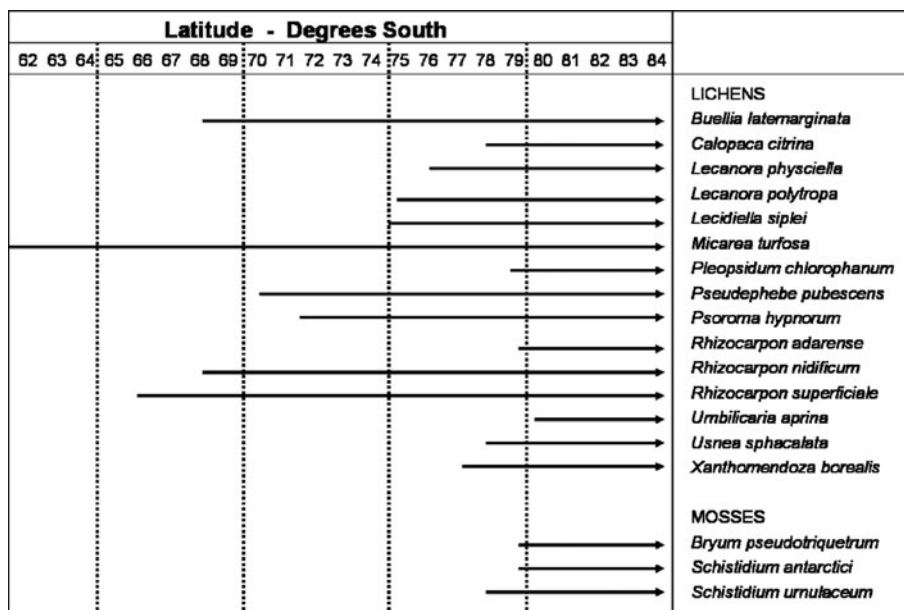 Latitude - Degrees South
62 63 64 65 66 67 68 69 70 71 72 73 74 75 76 77 78 79 80 81 82 83 84
LICHENS
Buellia latemarginata
Calopaca citrina
Lecanora physciella
Lecanora polytropa
Lecidiella siplei
Micarea turfosa
Pleopsidum chlorophanum
Pseudephebe pubescens
Psoroma hypnorum
Rhizocarpon adarense
Rhizocarpon nidificum
Rhizocarpon superficiale
Umbilicaria aprina
Usnea sphacalata
Xanthomendoza borealis
MOSSES
Bryum pseudotriquetrum
Schistidium antarctici
Schistidium urnulaceum